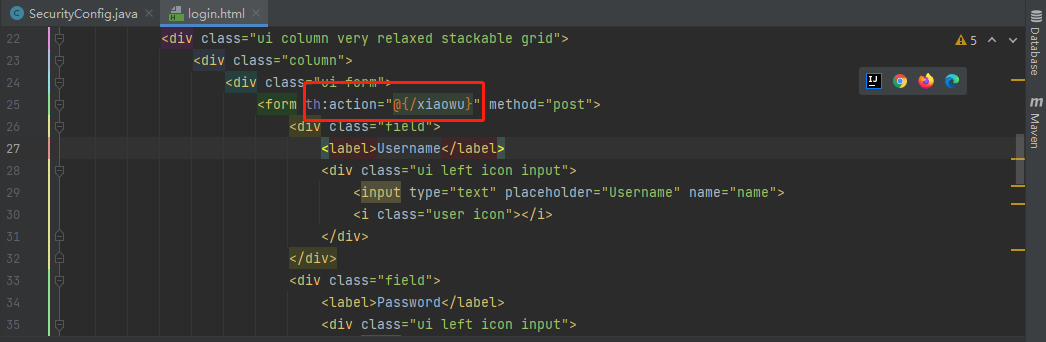 SecurityConfig.java
login.html
22 <div class="ui column very relaxed stackable grid">
23 <div class="column">
24 <div class="ui form">
25 <form th:action="@{/xiaowu}" method="post">
26 <div class="field">
27 <label>Username</label>
28 <div class="ui left icon input">
29 <input type="text" placeholder="Username" name="name">
30 <i class="user icon"></i>
31 </div>
32 </div>
33 <div class="field">
34 <label>Password</label>
35 <div class="ui left icon input">
5
Database
Maven